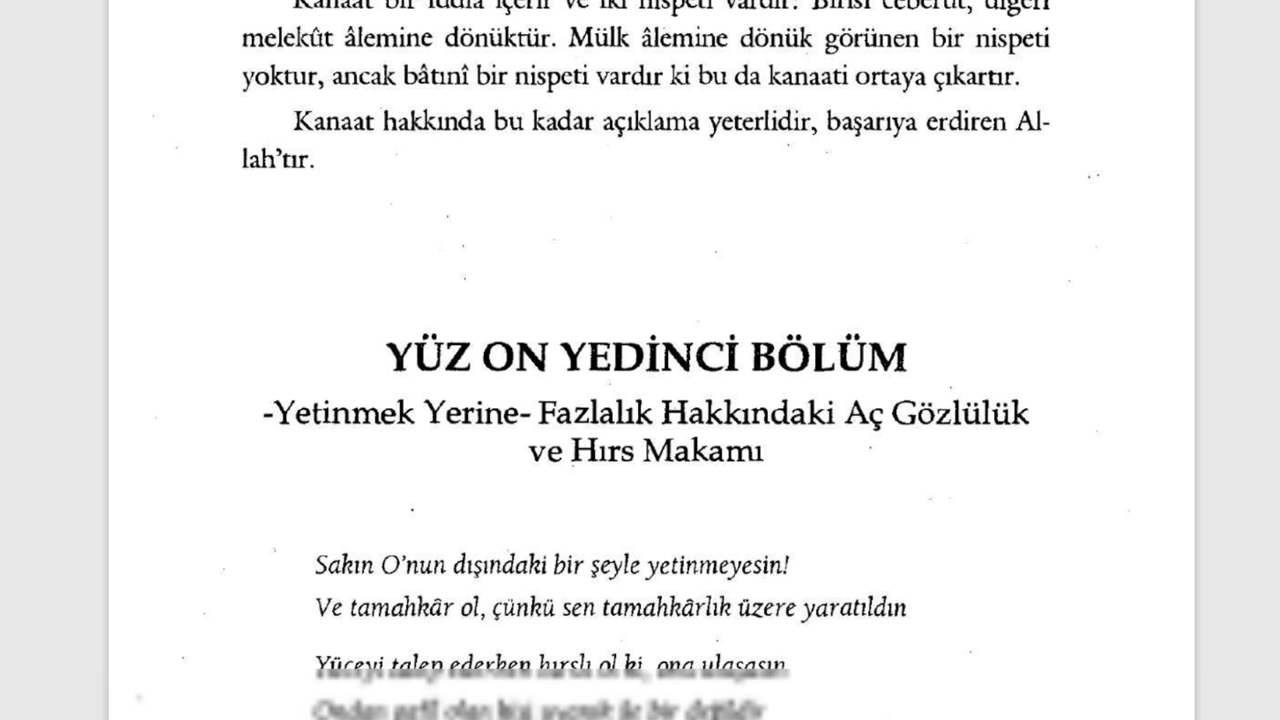 Kanaat bir iddia içerir ve iki nispeti vardır: Birisi ceberut, diğeri
melekût âlemine dönüktür. Mülk âlemine dönük görünen bir nispeti
yoktur, ancak bâtınî bir nispeti vardır ki bu da kanaati ortaya çıkartır.
Kanaat hakkında bu kadar açıklama yeterlidir, başarıya erdiren Al-
lah’tır.
YÜZ ON YEDİNCİ BÖLÜM
-Yetinmek Yerine- Fazlalık Hakkındaki Aç Gözlülük
ve Hırs Makamı
Sakın O’nun dışındaki bir şeyle yetinmeyesin!
Ve tamahkâr ol, çünkü sen tamahkârlık üzere yaratıldın
Yüceyi talep ederken hırslı ol ki, ona ulaşasın